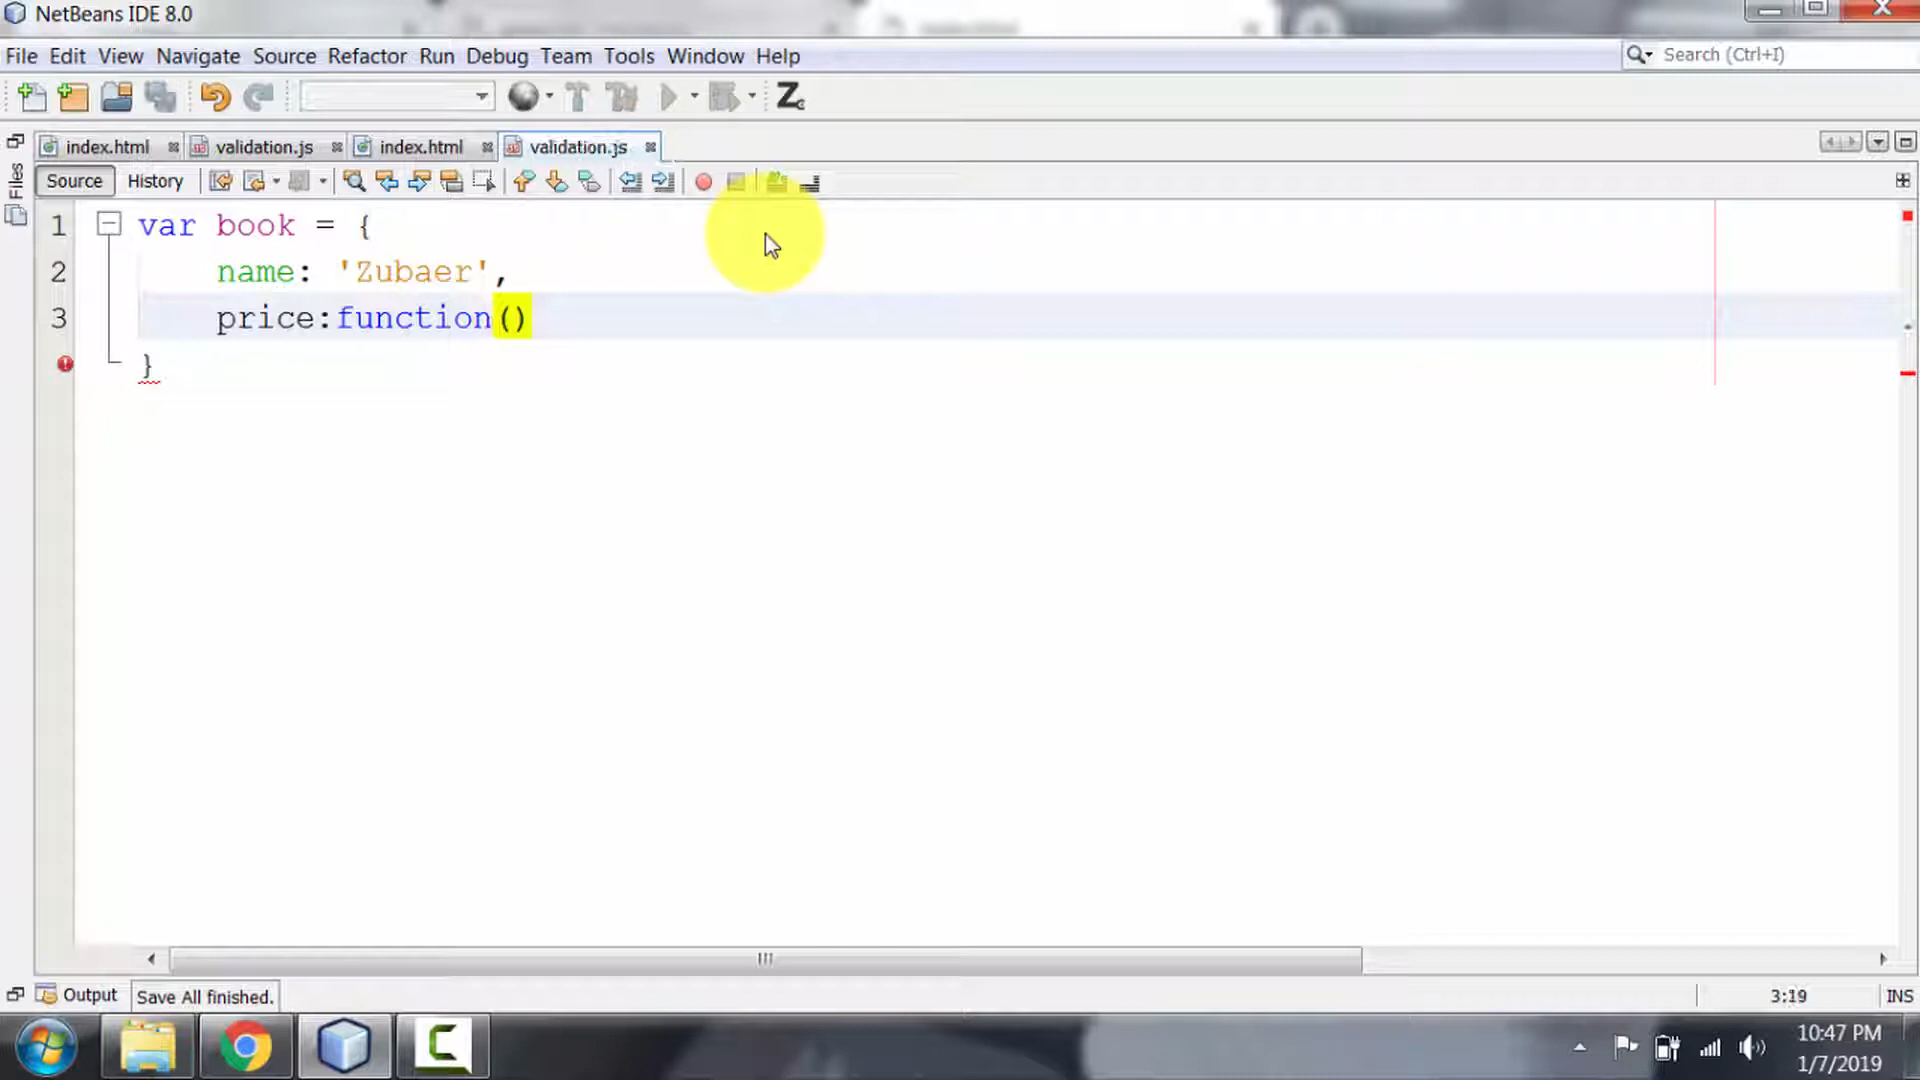 NetBeans IDE 8.0
File Edit View Navigate Source Refactor Run Debug Team Tools Window Help
Search (Ctrl+I)
index.html validation.js index.html validation.js
Files
Source History
1 var book = {
2 name: 'Zubaer',
3 price:function()
}
Output Save All finished. 3:19 INS
10:47 PM
1/7/2019